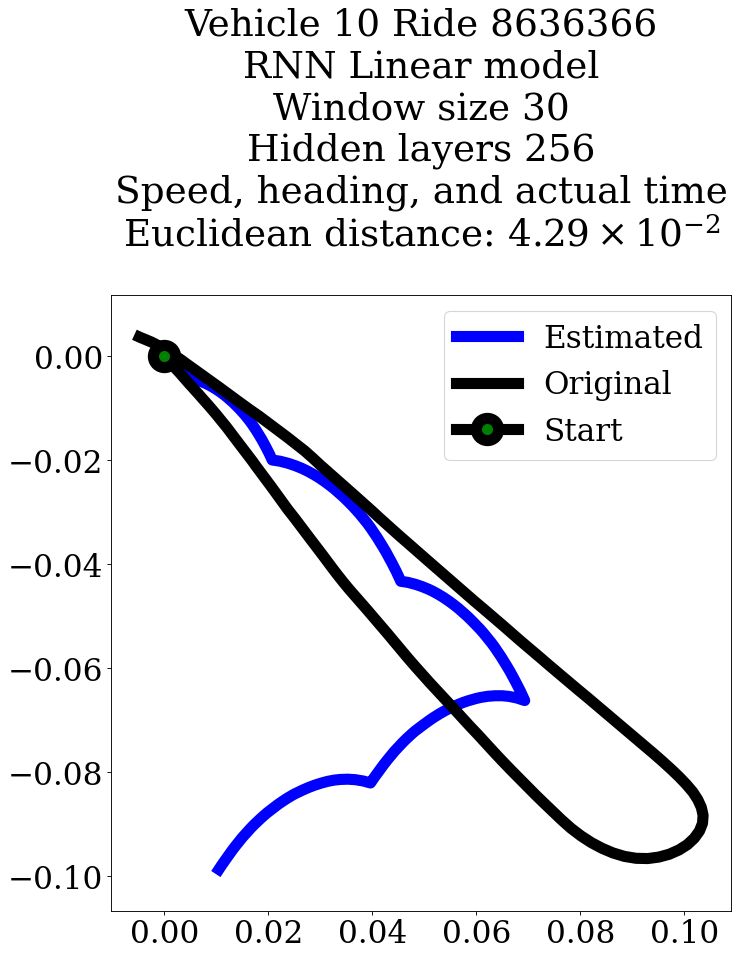 Vehicle 10 Ride 8636366
RNN Linear model
Window size 30
Hidden layers 256
Speed, heading, and actual time
Euclidean distance: 4.29 × 10⁻²
Estimated
Original
Start
0.00
−0.02
−0.04
−0.06
−0.08
−0.10
0.00 0.02 0.04 0.06 0.08 0.10